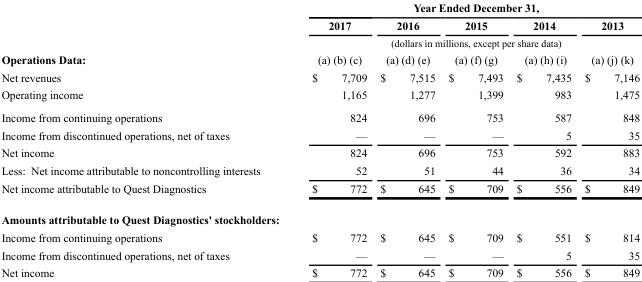 Year Ended December 31,
2017 2016 2015 2014 2013
(dollars in millions, except per share data)
Operations Data: (a) (b) (c) (a) (d) (e) (a) (f) (g) (a) (h) (i) (a) (j) (k)
Net revenues $ 7,709 $ 7,515 $ 7,493 $ 7,435 $ 7,146
Operating income 1,165 1,277 1,399 983 1,475
Income from continuing operations 824 696 753 587 848
Income from discontinued operations, net of taxes — — — 5 35
Net income 824 696 753 592 883
Less: Net income attributable to noncontrolling interests 52 51 44 36 34
Net income attributable to Quest Diagnostics $ 772 $ 645 $ 709 $ 556 $ 849
Amounts attributable to Quest Diagnostics' stockholders:
Income from continuing operations $ 772 $ 645 $ 709 $ 551 $ 814
Income from discontinued operations, net of taxes — — — 5 35
Net income $ 772 $ 645 $ 709 $ 556 $ 849